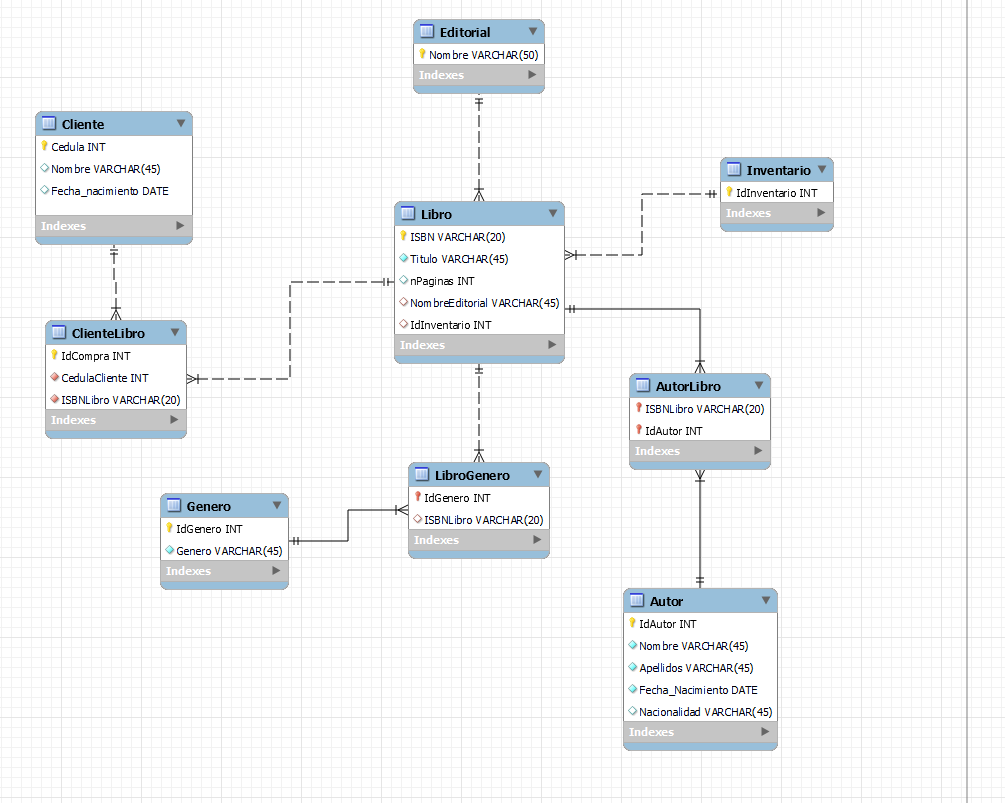 Editorial
Nombre VARCHAR(50)
Indexes
Cliente
Cedula INT
Nombre VARCHAR(45)
Fecha_nacimiento DATE
Indexes
Inventario
IdInventario INT
Indexes
Libro
ISBN VARCHAR(20)
Titulo VARCHAR(45)
nPaginas INT
NombreEditorial VARCHAR(45)
IdInventario INT
Indexes
ClienteLibro
IdCompra INT
CedulaCliente INT
ISBNLibro VARCHAR(20)
Indexes
AutorLibro
ISBNLibro VARCHAR(20)
IdAutor INT
Indexes
LibroGenero
IdGenero INT
ISBNLibro VARCHAR(20)
Indexes
Genero
IdGenero INT
Genero VARCHAR(45)
Indexes
Autor
IdAutor INT
Nombre VARCHAR(45)
Apellidos VARCHAR(45)
Fecha_Nacimiento DATE
Nacionalidad VARCHAR(45)
Indexes